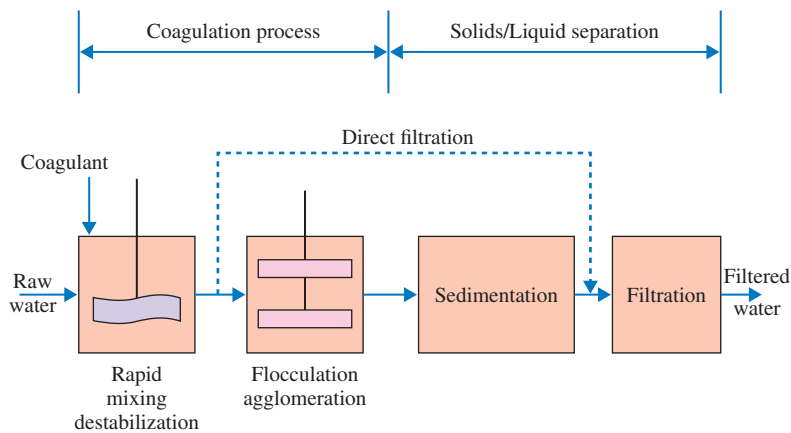 Coagulation process
Solids/Liquid separation
Direct filtration
Coagulant
Raw
water
Sedimentation
Filtration
Filtered
water
Rapid
mixing
destabilization
Flocculation
agglomeration